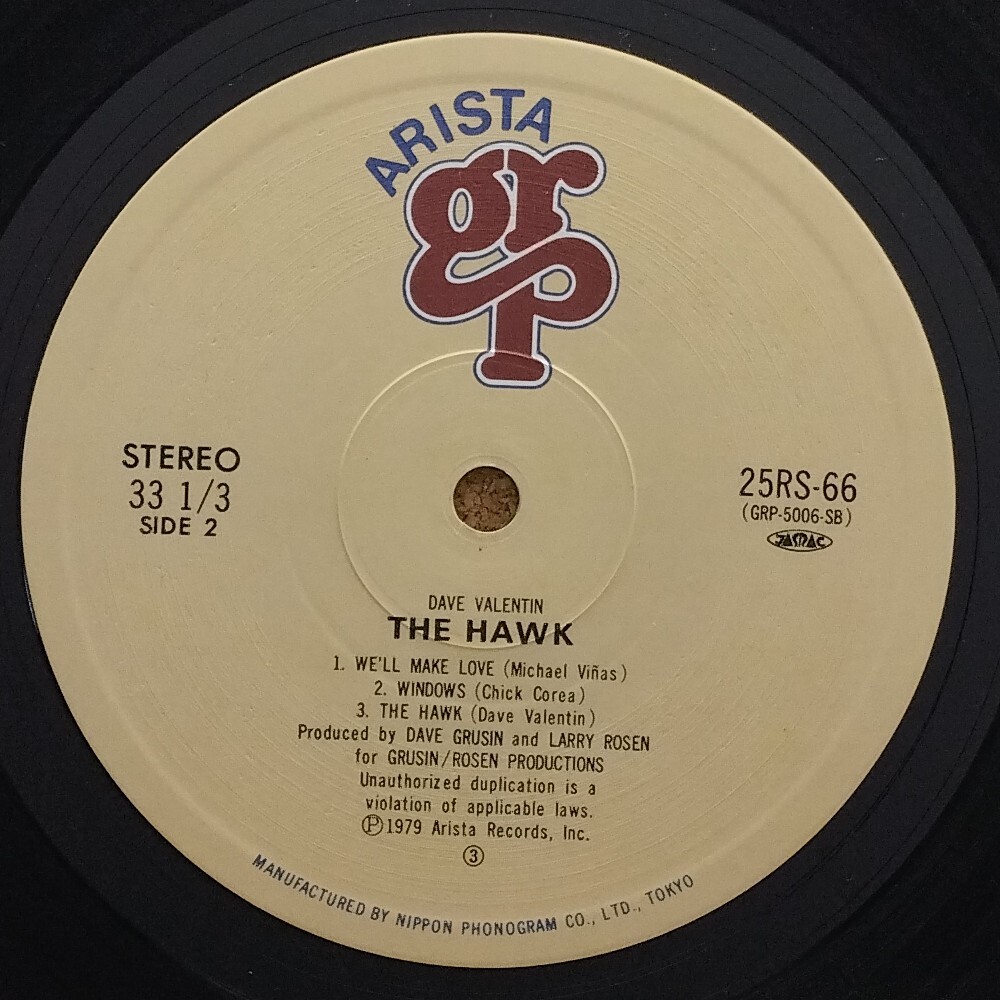 ARISTA
grp
STEREO
33 1/3
SIDE 2
25RS-66
(GRP-5006-SB)
JASRAC
DAVE VALENTIN
THE HAWK
1. WE'LL MAKE LOVE (Michael Viñas)
2. WINDOWS (Chick Corea)
3. THE HAWK (Dave Valentin)
Produced by DAVE GRUSIN and LARRY ROSEN
for GRUSIN/ROSEN PRODUCTIONS
Unauthorized duplication is a
violation of applicable laws.
Ⓟ1979 Arista Records, Inc.
③
MANUFACTURED BY NIPPON PHONOGRAM CO., LTD., TOKYO